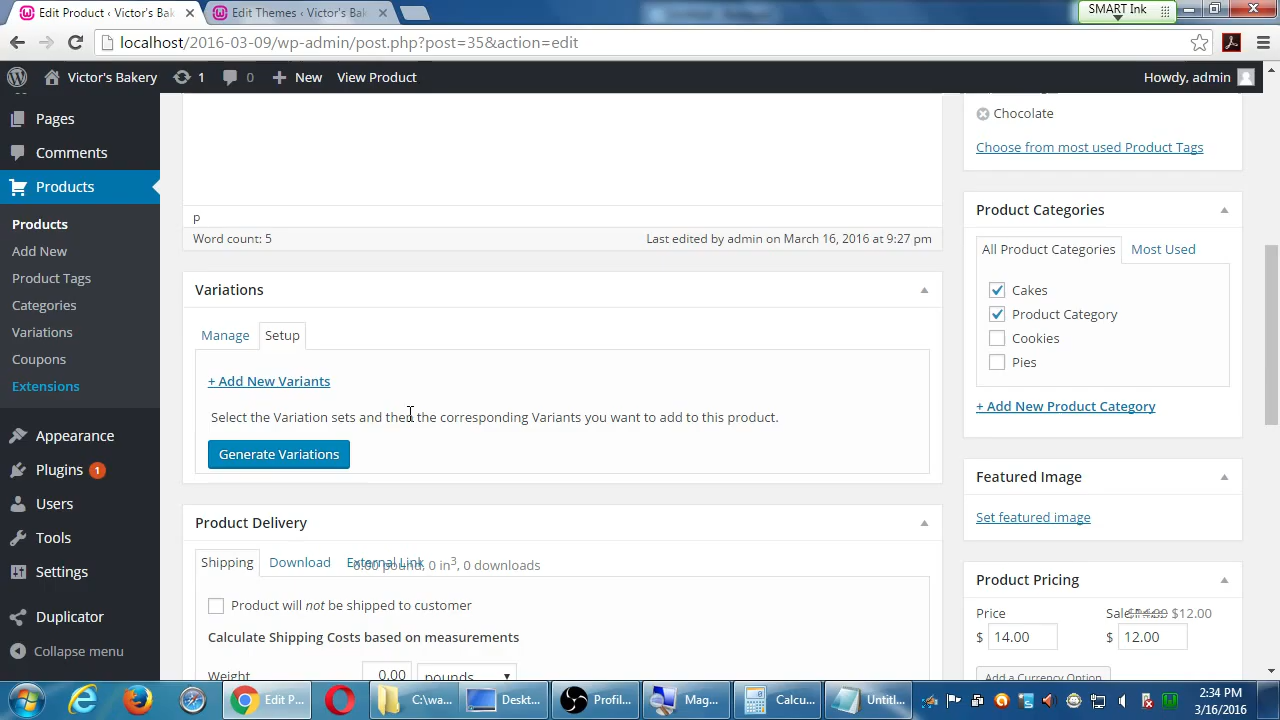 Edit Product ‹ Victor's Bak
Edit Themes ‹ Victor's Bak
SMART Ink
localhost/2016-03-09/wp-admin/post.php?post=35&action=edit
Victor's Bakery
1
0
New
View Product
Howdy, admin
Pages
Comments
Products
Products
Add New
Product Tags
Categories
Variations
Coupons
Extensions
Appearance
Plugins 1
Users
Tools
Settings
Duplicator
Collapse menu
p
Word count: 5
Last edited by admin on March 16, 2016 at 9:27 pm
Variations
Manage
Setup
+ Add New Variants
Select the Variation sets and then the corresponding Variants you want to add to this product.
Generate Variations
Product Delivery
Shipping
Download
External Link
0.00 pound, 0 in3, 0 downloads
Product will not be shipped to customer
Calculate Shipping Costs based on measurements
Weight
0.00
pounds
Chocolate
Choose from most used Product Tags
Product Categories
All Product Categories
Most Used
Cakes
Product Category
Cookies
Pies
+ Add New Product Category
Featured Image
Set featured image
Product Pricing
Price
Sale
$12.00
$ 14.00
$ 12.00
Add a Currency Option
Edit P...
C:\wa...
Deskt...
Profil...
Mag...
Calcu...
Untitl...
2:34 PM
3/16/2016